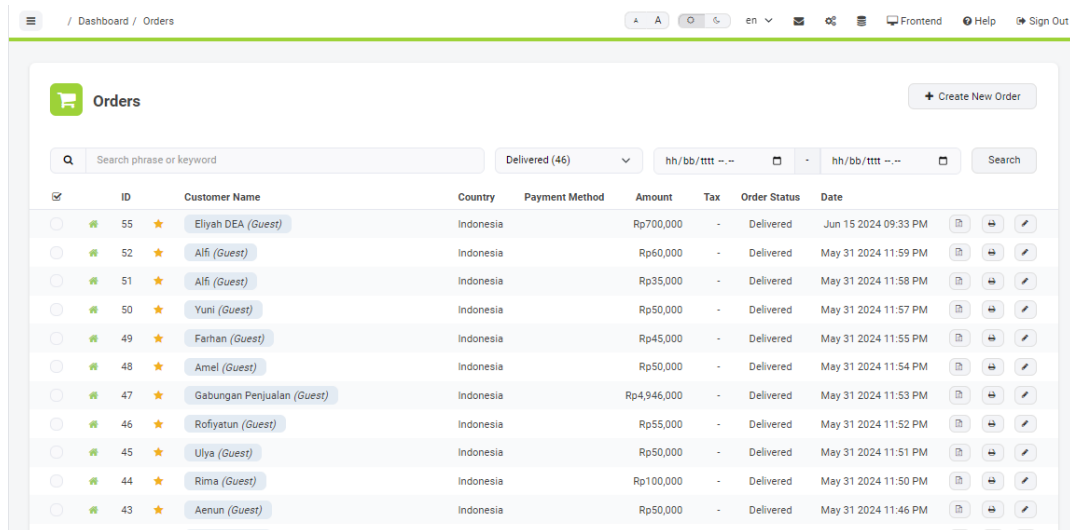 / Dashboard / Orders A A en Frontend Help Sign Out
Orders
+ Create New Order
Search phrase or keyword Delivered (46) hh/bb/tttt --.-- - hh/bb/tttt --.-- Search
ID Customer Name Country Payment Method Amount Tax Order Status Date
55 Eliyah DEA (Guest) Indonesia Rp700,000 - Delivered Jun 15 2024 09:33 PM
52 Alfi (Guest) Indonesia Rp60,000 - Delivered May 31 2024 11:59 PM
51 Alfi (Guest) Indonesia Rp35,000 - Delivered May 31 2024 11:58 PM
50 Yuni (Guest) Indonesia Rp50,000 - Delivered May 31 2024 11:57 PM
49 Farhan (Guest) Indonesia Rp45,000 - Delivered May 31 2024 11:55 PM
48 Amel (Guest) Indonesia Rp50,000 - Delivered May 31 2024 11:54 PM
47 Gabungan Penjualan (Guest) Indonesia Rp4,946,000 - Delivered May 31 2024 11:53 PM
46 Rofiyatun (Guest) Indonesia Rp55,000 - Delivered May 31 2024 11:52 PM
45 Ulya (Guest) Indonesia Rp50,000 - Delivered May 31 2024 11:51 PM
44 Rima (Guest) Indonesia Rp100,000 - Delivered May 31 2024 11:50 PM
43 Aenun (Guest) Indonesia Rp50,000 - Delivered May 31 2024 11:46 PM